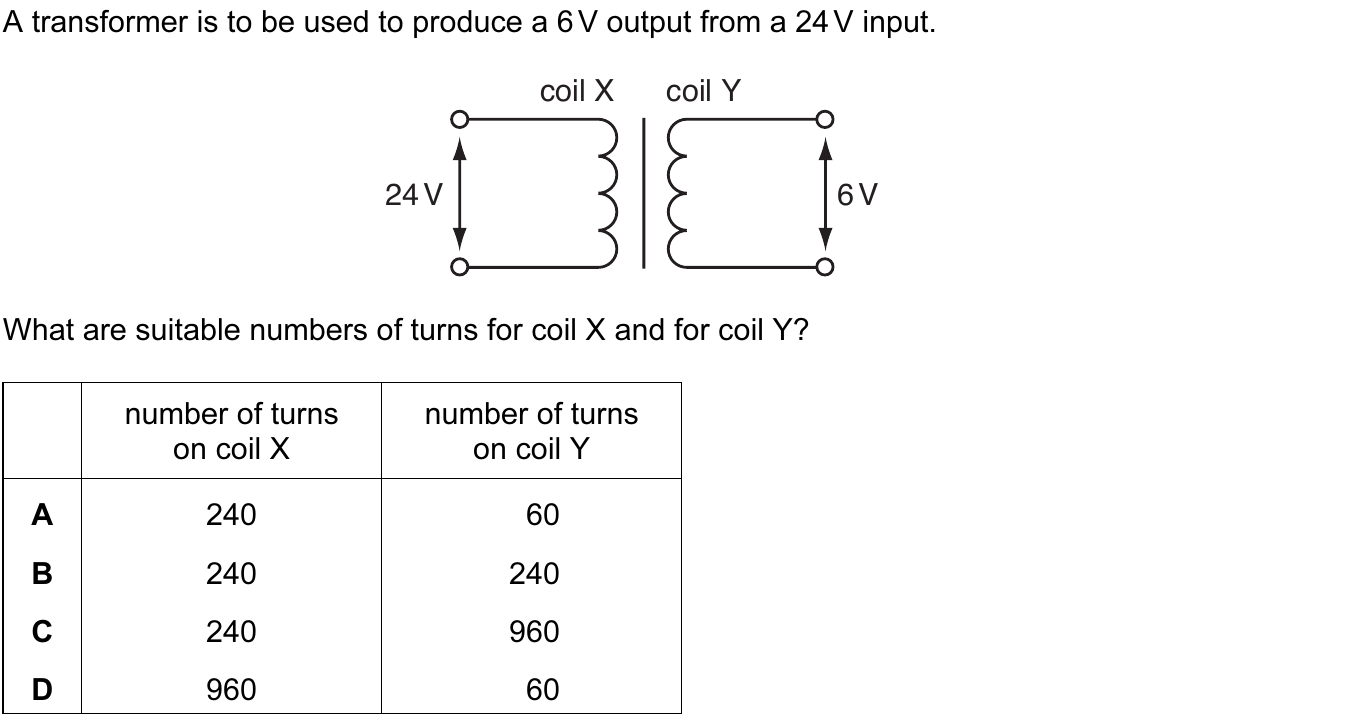 A transformer is to be used to produce a 6 V output from a 24 V input.
coil X coil Y
24 V 6 V
What are suitable numbers of turns for coil X and for coil Y?
number of turns number of turns
on coil X on coil Y
A 240 60
B 240 240
C 240 960
D 960 60